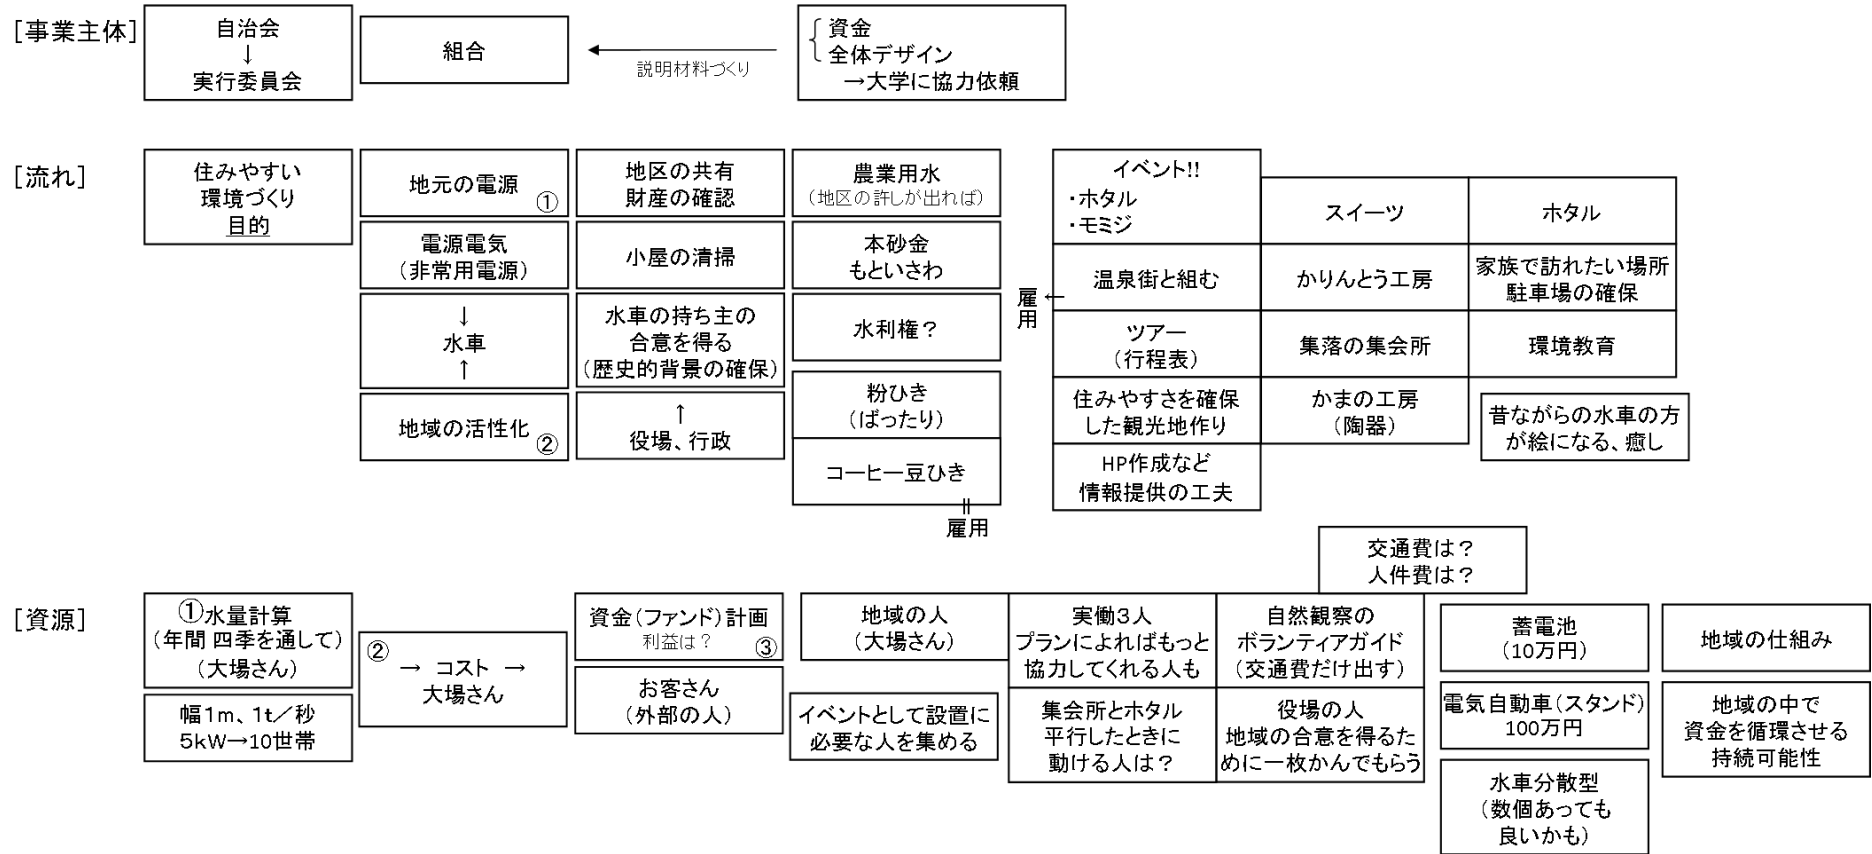 [事業主体]
自治会
↓
実行委員会
組合
←
説明材料づくり
資金
全体デザイン
→大学に協力依頼
[流れ]
住みやすい
環境づくり
目的
地元の電源
①
電源電気
(非常用電源)
↓
水車
↑
地域の活性化
②
地区の共有
財産の確認
小屋の清掃
水車の持ち主の
合意を得る
(歴史的背景の確保)
↑
役場、行政
農業用水
(地区の許しが出れば)
本砂金
もといさわ
水利権?
粉ひき
(ばったり)
コーヒー豆ひき
雇用
イベント!!
・ホタル
・モミジ
温泉街と組む
雇用
←
ツアー
(行程表)
住みやすさを確保
した観光地作り
HP作成など
情報提供の工夫
スイーツ
かりんとう工房
集落の集会所
かまの工房
(陶器)
ホタル
家族で訪れたい場所
駐車場の確保
環境教育
昔ながらの水車の方
が絵になる、癒し
[資源]
①水量計算
(年間 四季を通して)
(大場さん)
幅1m、1t/秒
5kW→10世帯
②
→ コスト →
大場さん
資金(ファンド)計画
利益は?
③
お客さん
(外部の人)
地域の人
(大場さん)
イベントとして設置に
必要な人を集める
実働3人
プランによればもっと
協力してくれる人も
集会所とホタル
平行したときに
動ける人は?
交通費は?
人件費は?
自然観察の
ボランティアガイド
(交通費だけ出す)
役場の人
地域の合意を得るた
めに一枚かんでもらう
蓄電池
(10万円)
電気自動車(スタンド)
100万円
水車分散型
(数個あっても
良いかも)
地域の仕組み
地域の中で
資金を循環させる
持続可能性